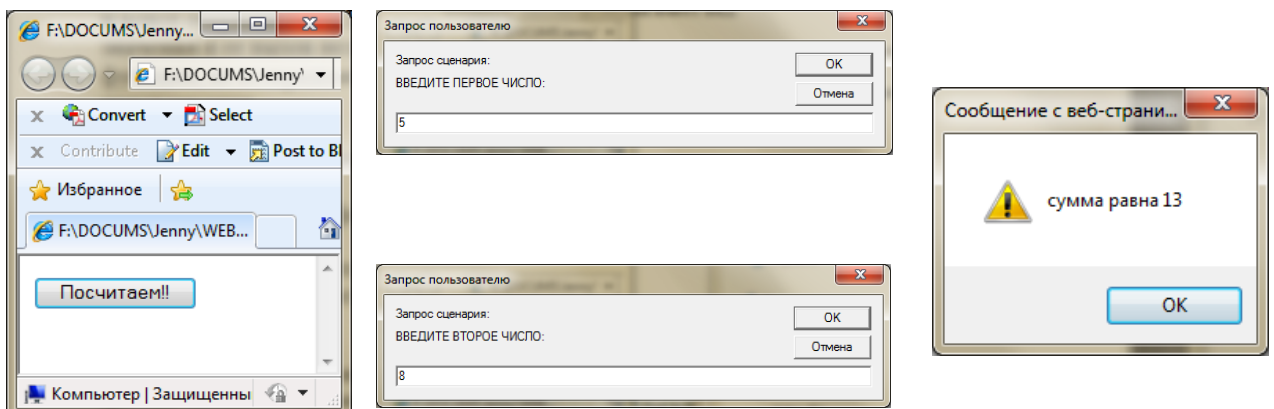 F:\DOCUMS\Jenny...
F:\DOCUMS\Jenny\
x Convert Select
x Contribute Edit Post to Bl
Избранное
F:\DOCUMS\Jenny\WEB...
Посчитаем!!
Компьютер | Защищенны
Запрос пользователю
Запрос сценария:
ВВЕДИТЕ ПЕРВОЕ ЧИСЛО:
OK
Отмена
5
Запрос пользователю
Запрос сценария:
ВВЕДИТЕ ВТОРОЕ ЧИСЛО:
OK
Отмена
8
Сообщение с веб-страни...
сумма равна 13
OK